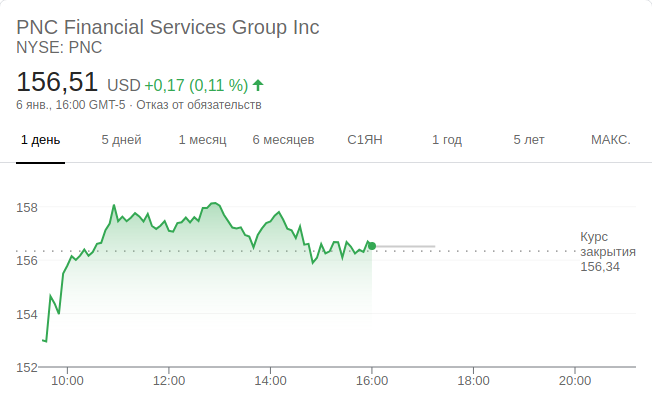 PNC Financial Services Group Inc
NYSE: PNC
156,51 USD +0,17 (0,11 %)
6 янв., 16:00 GMT-5 · Отказ от обязательств
1 день 5 дней 1 месяц 6 месяцев С1ЯН 1 год 5 лет МАКС.
158
Курс
закрытия
156,34
156
154
152
10:00 12:00 14:00 16:00 18:00 20:00